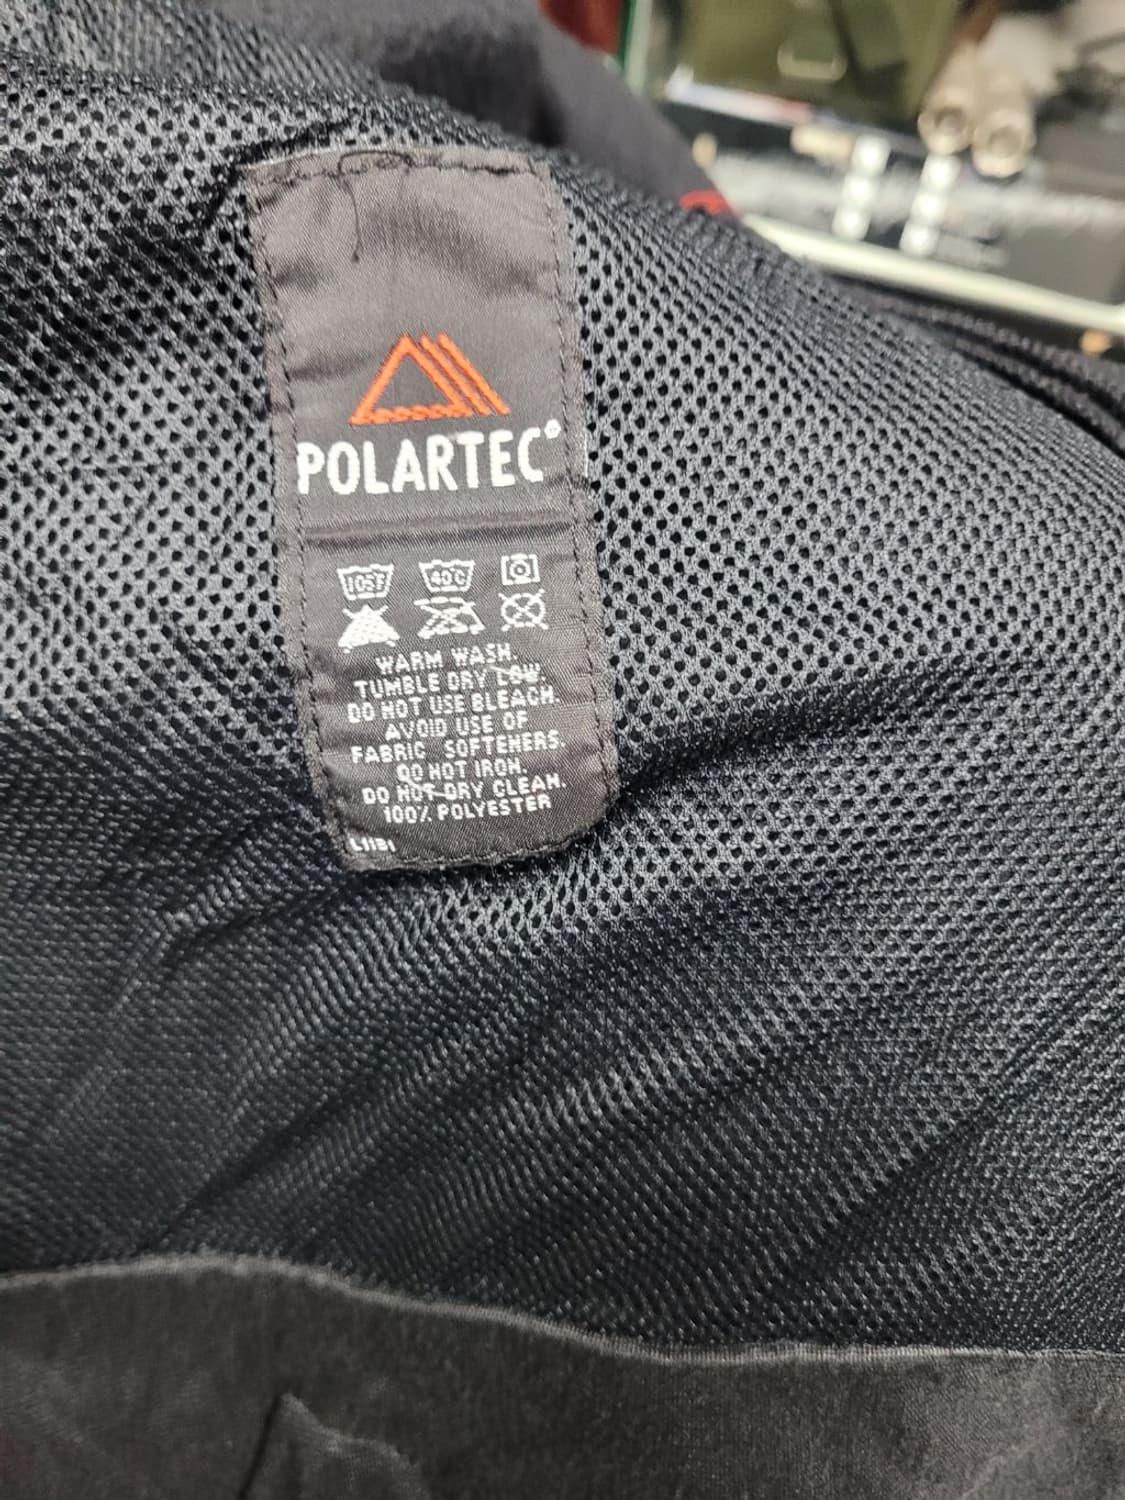 POLARTEC®
105F 40C
WARM WASH.
TUMBLE DRY LOW.
DO NOT USE BLEACH.
AVOID USE OF
FABRIC SOFTENERS.
DO NOT IRON.
DO NOT DRY CLEAN.
100% POLYESTER